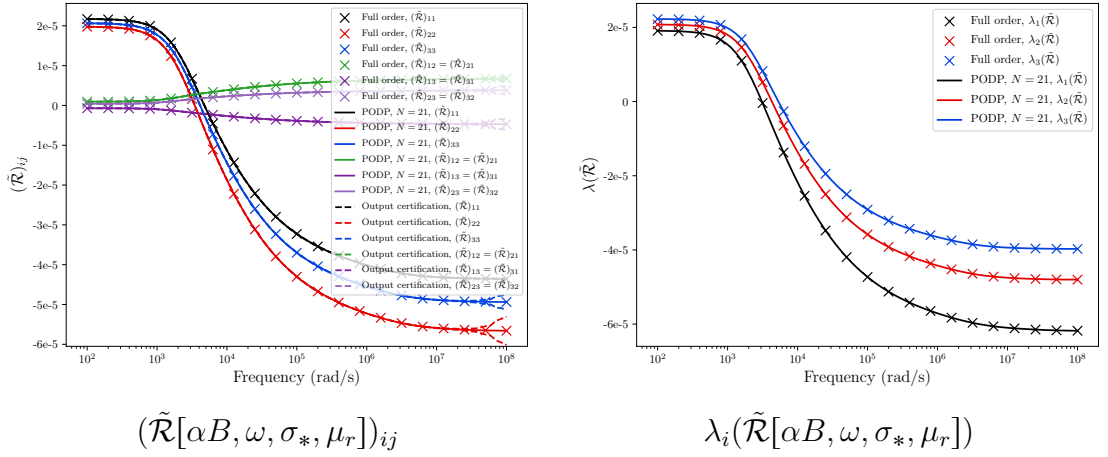 2e-5
1e-5
0
-1e-5
-2e-5
-3e-5
-4e-5
-5e-5
-6e-5
(R̃)ᵢⱼ
10² 10³ 10⁴ 10⁵ 10⁶ 10⁷ 10⁸
Frequency (rad/s)
Full order, (R̃)₁₁
Full order, (R̃)₂₂
Full order, (R̃)₃₃
Full order, (R̃)₁₂ = (R̃)₂₁
Full order, (R̃)₁₃ = (R̃)₃₁
Full order, (R̃)₂₃ = (R̃)₃₂
PODP, N = 21, (R̃)₁₁
PODP, N = 21, (R̃)₂₂
PODP, N = 21, (R̃)₃₃
PODP, N = 21, (R̃)₁₂ = (R̃)₂₁
PODP, N = 21, (R̃)₁₃ = (R̃)₃₁
PODP, N = 21, (R̃)₂₃ = (R̃)₃₂
Output certification, (R̃)₁₁
Output certification, (R̃)₂₂
Output certification, (R̃)₃₃
Output certification, (R̃)₁₂ = (R̃)₂₁
Output certification, (R̃)₁₃ = (R̃)₃₁
Output certification, (R̃)₂₃ = (R̃)₃₂
(R̃[αB, ω, σ∗, μᵣ])ᵢⱼ
2e-5
0
-2e-5
-4e-5
-6e-5
λ(R̃)
10² 10³ 10⁴ 10⁵ 10⁶ 10⁷ 10⁸
Frequency (rad/s)
Full order, λ₁(R̃)
Full order, λ₂(R̃)
Full order, λ₃(R̃)
PODP, N = 21, λ₁(R̃)
PODP, N = 21, λ₂(R̃)
PODP, N = 21, λ₃(R̃)
λᵢ(R̃[αB, ω, σ∗, μᵣ])